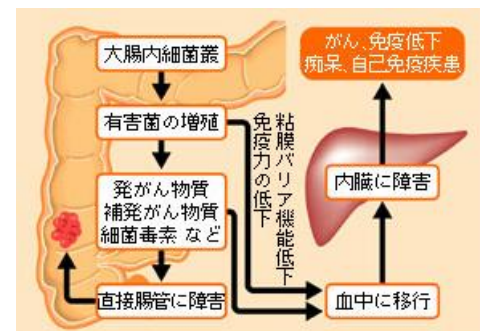 大腸内細菌叢
有害菌の増殖
発がん物質
補発がん物質
細菌毒素 など
直接腸管に障害
粘膜バリア機能低下
免疫力の低下
血中に移行
内臓に障害
がん、免疫低下
痴呆、自己免疫疾患